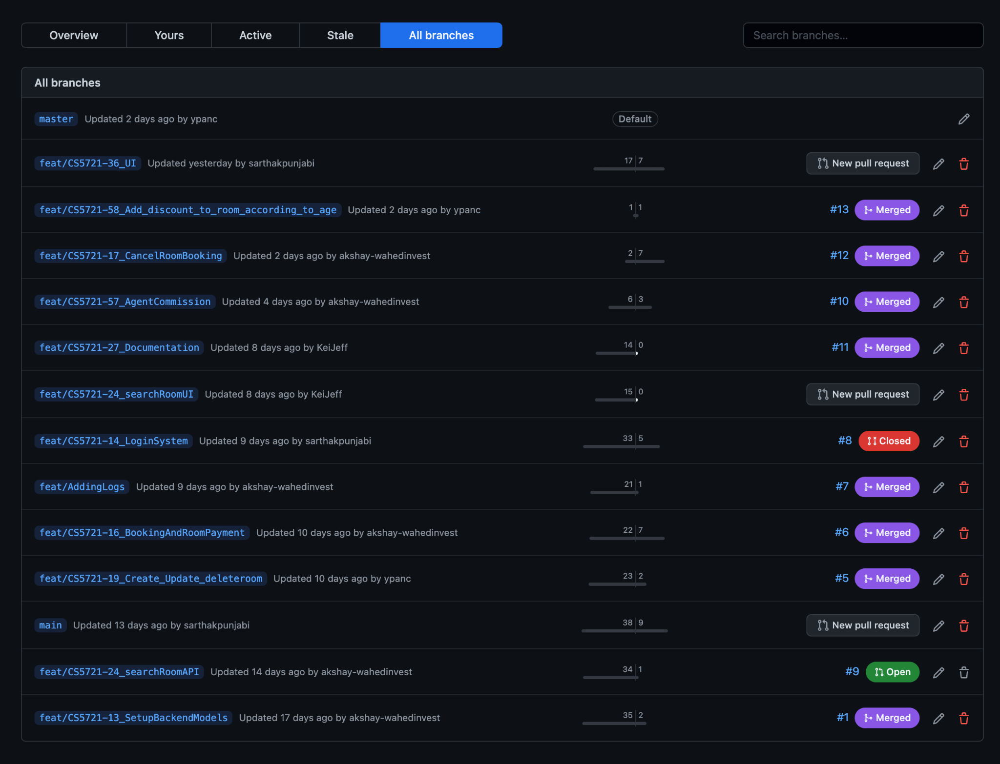 Overview Yours Active Stale All branches Search branches...
All branches
master Updated 2 days ago by ypanc Default
feat/CS5721-36_UI Updated yesterday by sarthakpunjabi 17 7 New pull request
feat/CS5721-58_Add_discount_to_room_according_to_age Updated 2 days ago by ypanc 1 1 #13 Merged
feat/CS5721-17_CancelRoomBooking Updated 2 days ago by akshay-wahedinvest 2 7 #12 Merged
feat/CS5721-57_AgentCommission Updated 4 days ago by akshay-wahedinvest 6 3 #10 Merged
feat/CS5721-27_Documentation Updated 8 days ago by KeiJeff 14 0 #11 Merged
feat/CS5721-24_searchRoomUI Updated 8 days ago by KeiJeff 15 0 New pull request
feat/CS5721-14_LoginSystem Updated 9 days ago by sarthakpunjabi 33 5 #8 Closed
feat/AddingLogs Updated 9 days ago by akshay-wahedinvest 21 1 #7 Merged
feat/CS5721-16_BookingAndRoomPayment Updated 10 days ago by akshay-wahedinvest 22 7 #6 Merged
feat/CS5721-19_Create_Update_deleteroom Updated 10 days ago by ypanc 23 2 #5 Merged
main Updated 13 days ago by sarthakpunjabi 38 9 New pull request
feat/CS5721-24_searchRoomAPI Updated 14 days ago by akshay-wahedinvest 34 1 #9 Open
feat/CS5721-13_SetupBackendModels Updated 17 days ago by akshay-wahedinvest 35 2 #1 Merged